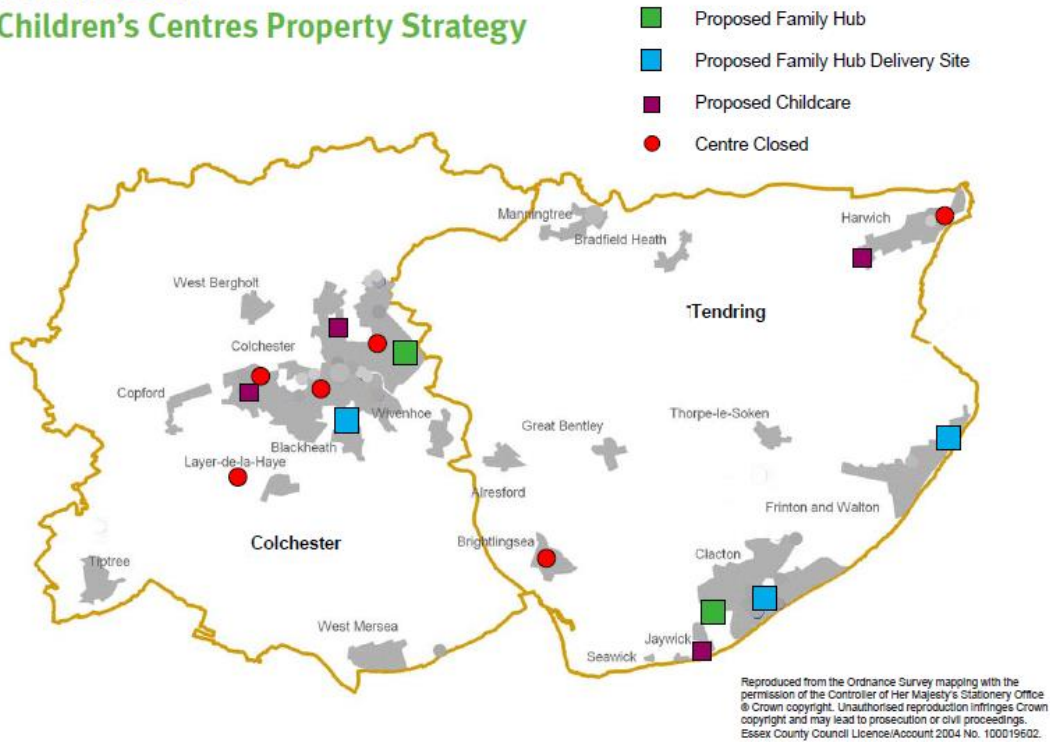 Children's Centres Property Strategy
Proposed Family Hub
Proposed Family Hub Delivery Site
Proposed Childcare
Centre Closed
Manningtree
Harwich
Bradfield Heath
West Bergholt
Tendring
Colchester
Copford
Wivenhoe
Thorpe-le-Soken
Great Bentley
Blackheath
Layer-de-la-Haye
Alresford
Frinton and Walton
Colchester
Brightlingsea
Clacton
Tiptree
West Mersea
Jaywick
Seawick
Reproduced from the Ordnance Survey mapping with the
permission of the Controller of Her Majesty's Stationery Office
® Crown copyright. Unauthorised reproduction infringes Crown
copyright and may lead to prosecution or civil proceedings.
Essex County Council Licence/Account 2004 No. 100019602.